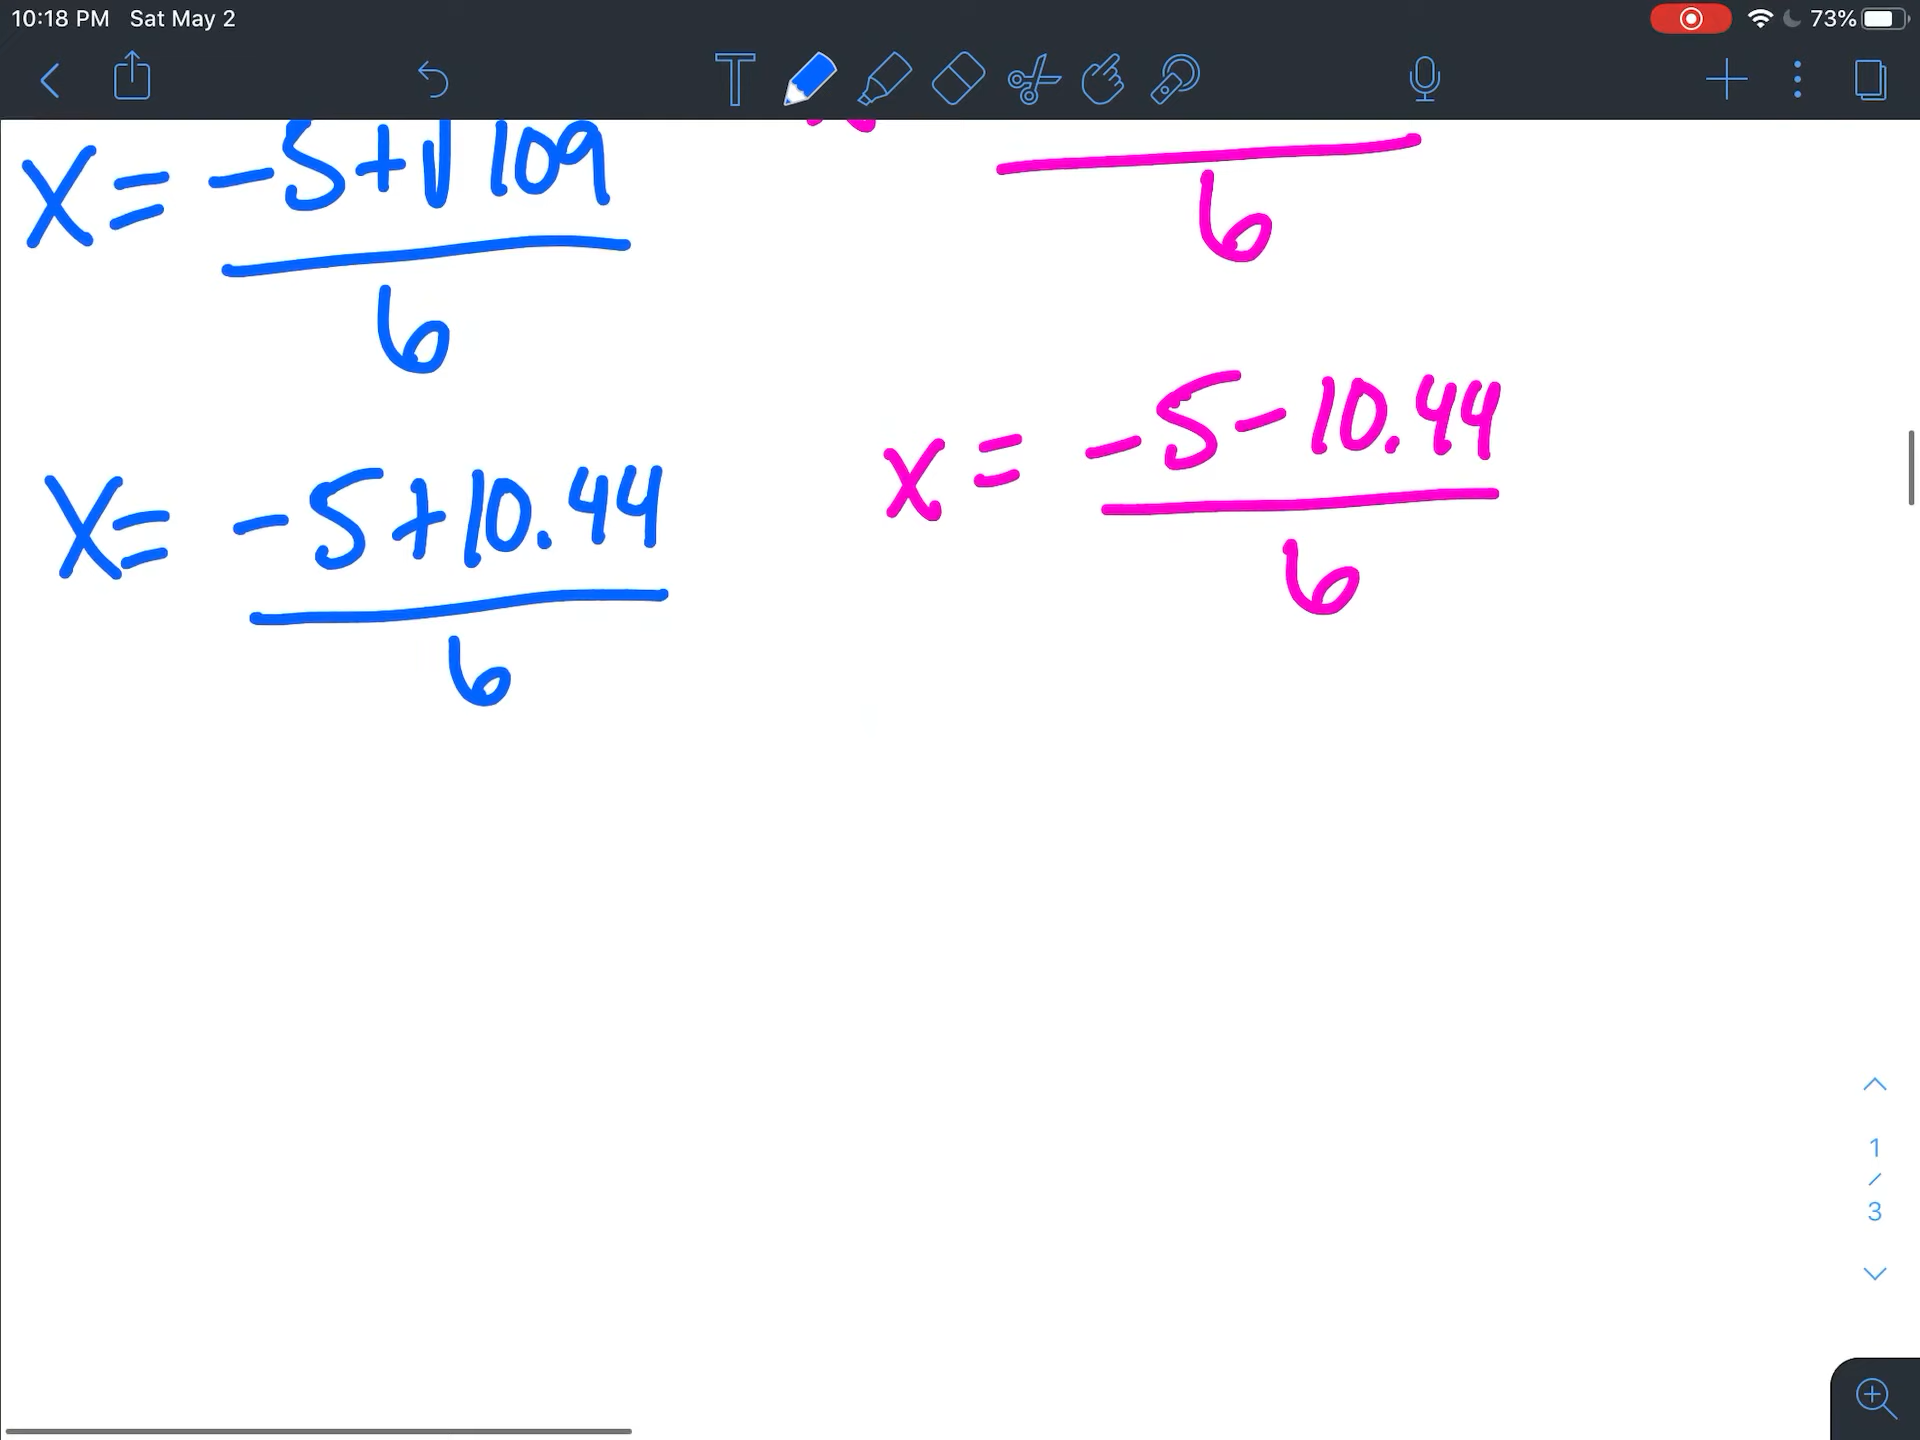 10:18 PM Sat May 2
73%
T
x = -5+√109
6
6
x = -5-10.44
6
x = -5+10.44
6
1
/
3